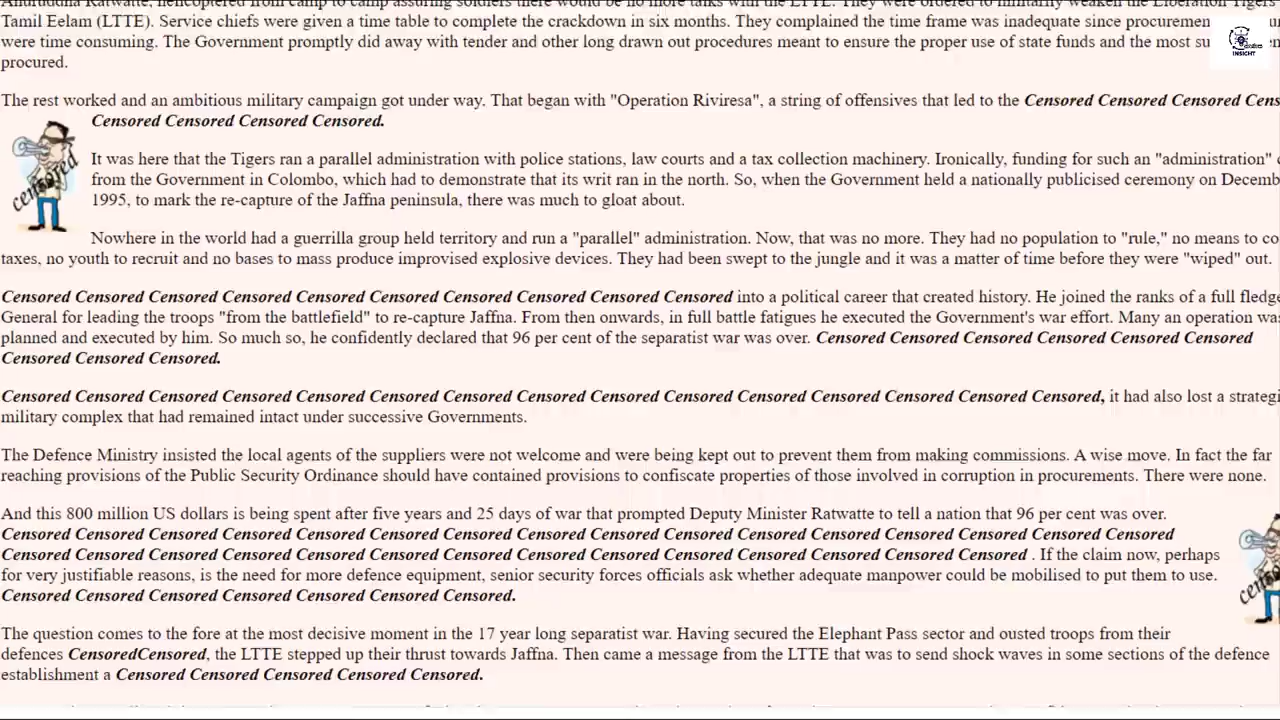 Anuruddha Ratwatte, helicoptered from camp to camp assuring soldiers there would be no more talks with the LTTE. They were ordered to militarily weaken the Liberation Tigers
Tamil Eelam (LTTE). Service chiefs were given a time table to complete the crackdown in six months. They complained the time frame was inadequate since
were time consuming. The Government promptly did away with tender and other long drawn out procedures meant to ensure the proper use of state funds and the most
INSIGHT
procured.
The rest worked and an ambitious military campaign got under way. That began with "Operation Riviresa", a string of offensives that led to the Censored Censored Censored Cens
Censored Censored Censored Censored.
censored
It was here that the Tigers ran a parallel administration with police stations, law courts and a tax collection machinery. Ironically, funding for such an "administration"
from the Government in Colombo, which had to demonstrate that its writ ran in the north. So, when the Government held a nationally publicised ceremony on Decemb
1995, to mark the re-capture of the Jaffna peninsula, there was much to gloat about.
Nowhere in the world had a guerrilla group held territory and run a "parallel" administration. Now, that was no more. They had no population to "rule," no means to co
taxes, no youth to recruit and no bases to mass produce improvised explosive devices. They had been swept to the jungle and it was a matter of time before they were "wiped" out.
Censored Censored Censored Censored Censored Censored Censored Censored Censored Censored into a political career that created history. He joined the ranks of a full fledge
General for leading the troops "from the battlefield" to re-capture Jaffna. From then onwards, in full battle fatigues he executed the Government's war effort. Many an operation was
planned and executed by him. So much so, he confidently declared that 96 per cent of the separatist war was over. Censored Censored Censored Censored Censored Censored
Censored Censored Censored.
Censored Censored Censored Censored Censored Censored Censored Censored Censored Censored Censored Censored Censored Censored Censored, it had also lost a strategi
military complex that had remained intact under successive Governments.
The Defence Ministry insisted the local agents of the suppliers were not welcome and were being kept out to prevent them from making commissions. A wise move. In fact the far
reaching provisions of the Public Security Ordinance should have contained provisions to confiscate properties of those involved in corruption in procurements. There were none.
And this 800 million US dollars is being spent after five years and 25 days of war that prompted Deputy Minister Ratwatte to tell a nation that 96 per cent was over.
Censored Censored Censored Censored Censored Censored Censored Censored Censored Censored Censored Censored Censored Censored Censored Censored
Censored Censored Censored Censored Censored Censored Censored Censored Censored Censored Censored Censored Censored Censored . If the claim now, perhaps
for very justifiable reasons, is the need for more defence equipment, senior security forces officials ask whether adequate manpower could be mobilised to put them to use.
Censored Censored Censored Censored Censored Censored Censored.
The question comes to the fore at the most decisive moment in the 17 year long separatist war. Having secured the Elephant Pass sector and ousted troops from their
defences CensoredCensored, the LTTE stepped up their thrust towards Jaffna. Then came a message from the LTTE that was to send shock waves in some sections of the defence
establishment a Censored Censored Censored Censored Censored.